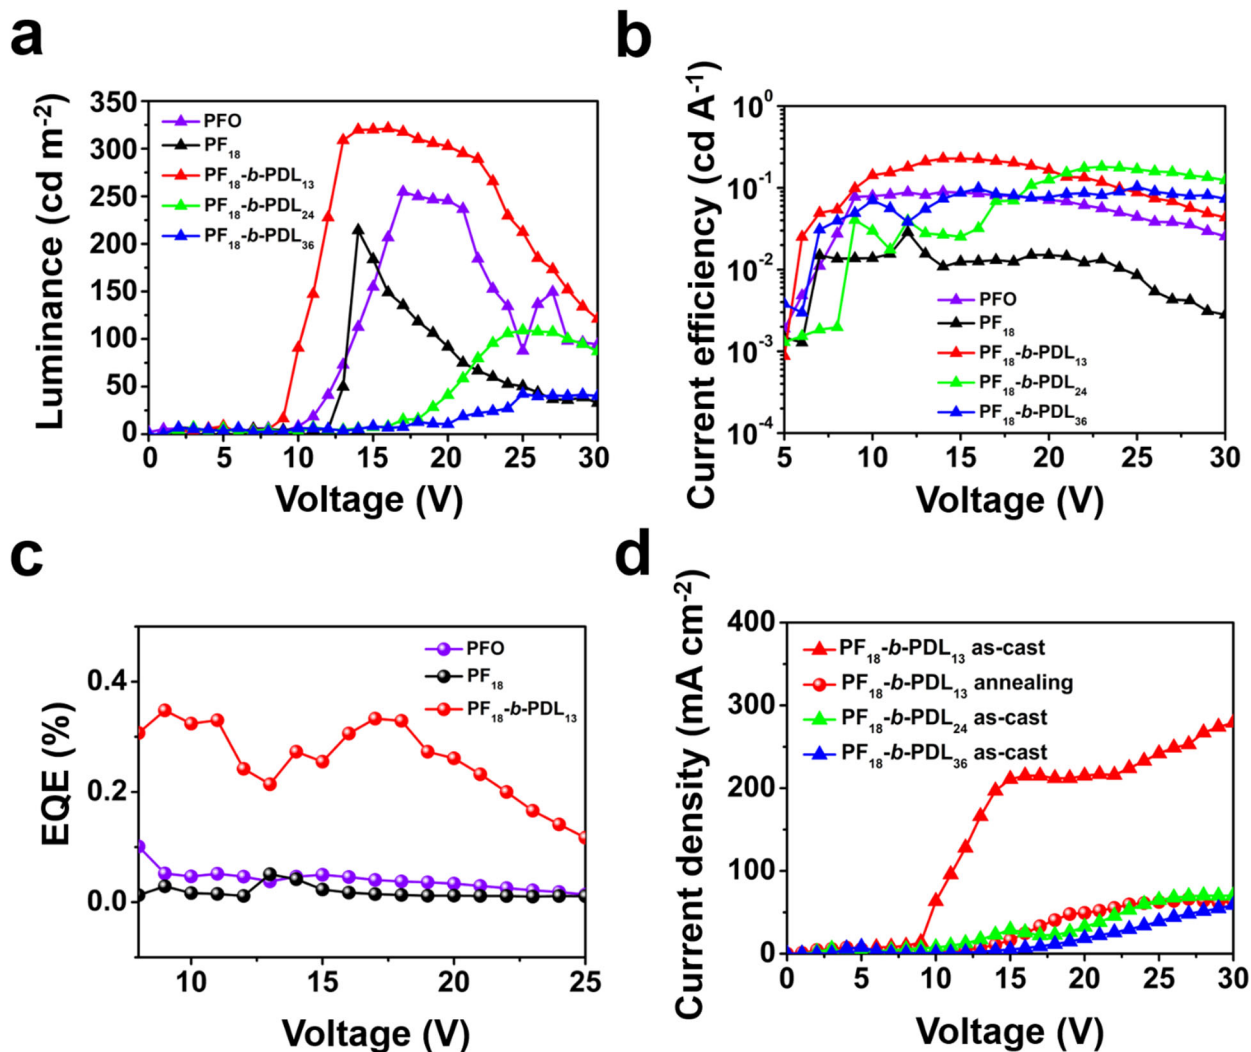 a
Luminance (cd m⁻²)
350
300
250
200
150
100
50
0
PFO
PF₁₈
PF₁₈-b-PDL₁₃
PF₁₈-b-PDL₂₄
PF₁₈-b-PDL₃₆
0 5 10 15 20 25 30
Voltage (V)
b
Current efficiency (cd A⁻¹)
10⁰
10⁻¹
10⁻²
10⁻³
10⁻⁴
PFO
PF₁₈
PF₁₈-b-PDL₁₃
PF₁₈-b-PDL₂₄
PF₁₈-b-PDL₃₆
5 10 15 20 25 30
Voltage (V)
c
EQE (%)
0.4
0.2
0.0
PFO
PF₁₈
PF₁₈-b-PDL₁₃
10 15 20 25
Voltage (V)
d
Current density (mA cm⁻²)
400
300
200
100
0
PF₁₈-b-PDL₁₃ as-cast
PF₁₈-b-PDL₁₃ annealing
PF₁₈-b-PDL₂₄ as-cast
PF₁₈-b-PDL₃₆ as-cast
0 5 10 15 20 25 30
Voltage (V)